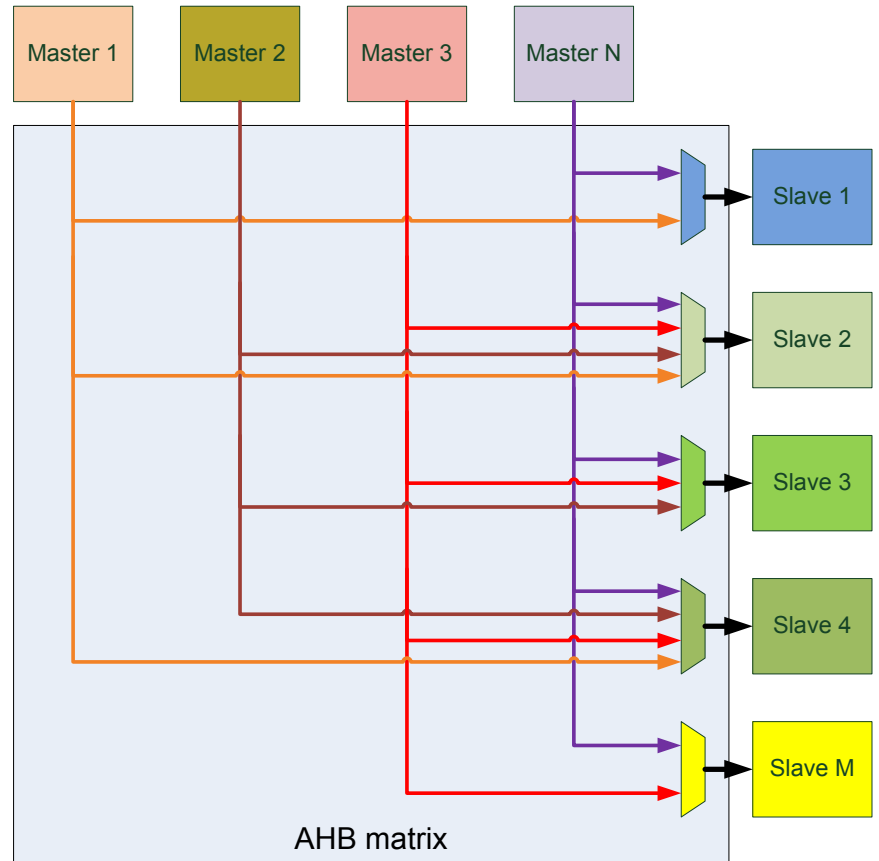 Master 1
Master 2
Master 3
Master N
Slave 1
Slave 2
Slave 3
Slave 4
Slave M
AHB matrix